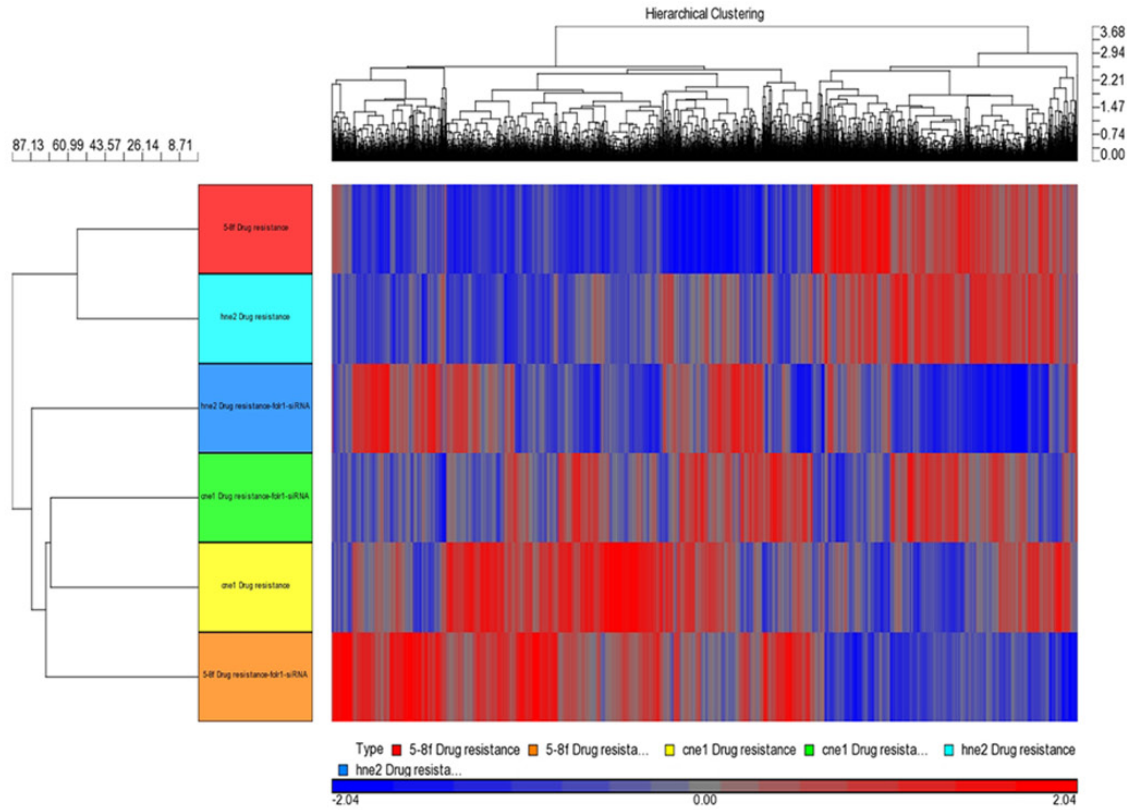 Hierarchical Clustering
3.68
2.94
2.21
1.47
0.74
0.00
87.13 60.99 43.57 26.14 8.71
5-8f Drug resistance
hne2 Drug resistance
hne2 Drug resistance-folr1-siRNA
cne1 Drug resistance-folr1-siRNA
cne1 Drug resistance
5-8f Drug resistance-folr1-siRNA
Type 5-8f Drug resistance 5-8f Drug resista... cne1 Drug resistance cne1 Drug resista... hne2 Drug resistance
hne2 Drug resista...
-2.04 0.00 2.04